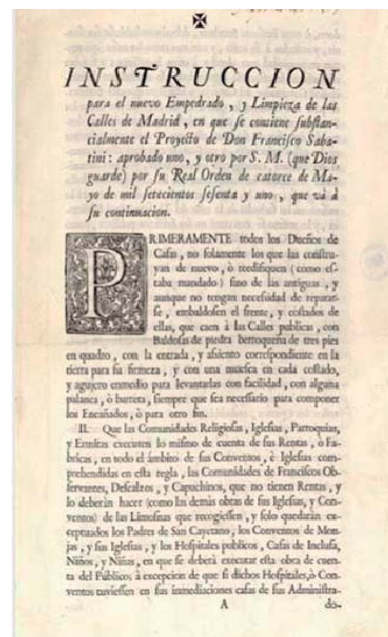 INSTRUCCION
para el nuevo Empedrado, y Limpieza de las
Calles de Madrid, en que se contiene substan-
cialmente el Proyecto de Don Francisco Saba-
tini: aprobado uno, y otro por S. M. (que Dios
guarde) por su Real Orden de catorce de Ma-
yo de mil setecientos sesenta y uno, que và à
su continuacion.
PRIMERAMENTE todos los Dueños de
Casas, no solamente los que las constru-
yan de nuevo, ò reedifiquen (como es-
taba mandado) sino de las antiguas, y
aunque no tengan necesidad de reparar-
se, embaldosen el frente, y costados de
ellas, que caen à las Calles publicas, con
Baldosas de piedra berroqueña de tres pies
en quadro, con la entrada, y assiento correspondiente en la
tierra para su firmeza, y con una muesca en cada costado,
y agujero enmedio para levantarlas con facilidad, con alguna
palanca, ò barreta, siempre que sea necessario para componer
los Encañados, ò para otro fin.
II. Que las Comunidades Religiosas, Iglesias, Parroquias,
y Ermitas executen lo mismo de cuenta de sus Rentas, ò Fa-
bricas, en todo el ámbito de sus Conventos, è Iglesias com-
prehendidas en esta regla, las Comunidades de Franciscos Ob-
servantes, Descalzos, y Capuchinos, que no tienen Rentas, y
lo deberàn hacer (como las demàs obras de sus Iglesias, y Con-
ventos) de las Limosnas que recogiessen, y solo quedaràn ex-
ceptuados los Padres de San Cayetano, los Conventos de Mon-
jas, y sus Iglesias, y los Hospitales publicos, Casas de Inclusa,
Niños, y Niñas, en que se deberà executar esta obra de cuen-
ta del Público; à excepcion de que si dichos Hospitales, ò Con-
ventos tuviessen en sus inmediaciones casas de su Administra-
A do-